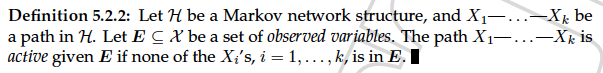 Definition 5.2.2: Let ℋ be a Markov network structure, and X₁—...—Xₖ be
a path in ℋ. Let E ⊆ 𝒳 be a set of observed variables. The path X₁—...—Xₖ is
active given E if none of the Xᵢ's, i = 1, ..., k, is in E. ▮